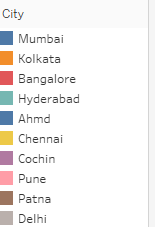 City
Mumbai
Kolkata
Bangalore
Hyderabad
Ahmd
Chennai
Cochin
Pune
Patna
Delhi